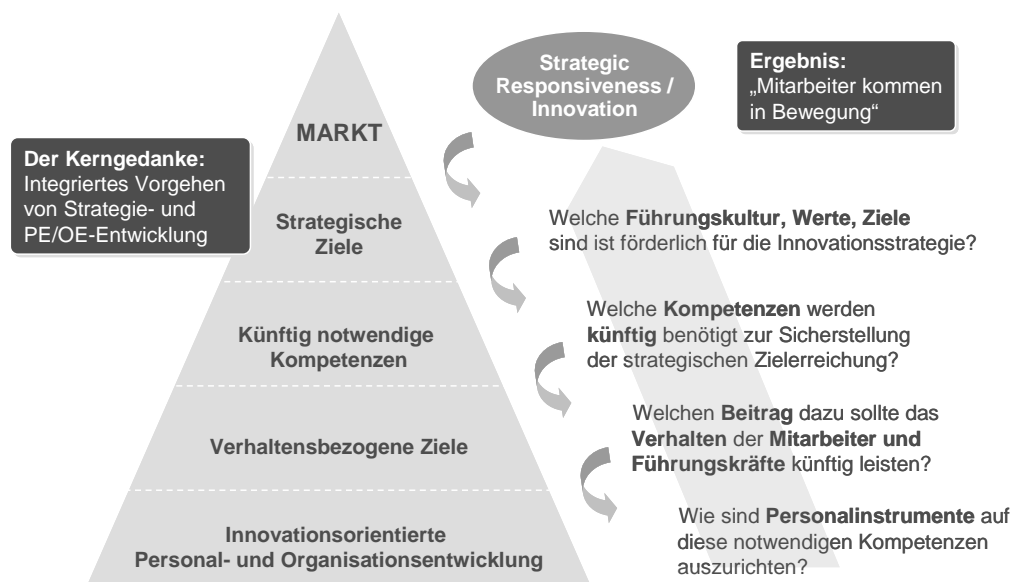 Strategic
Responsiveness /
Innovation
Ergebnis:
„Mitarbeiter kommen
in Bewegung“
MARKT
Der Kerngedanke:
Integriertes Vorgehen
von Strategie- und
PE/OE-Entwicklung
Strategische
Ziele
Welche Führungskultur, Werte, Ziele
sind ist förderlich für die Innovationsstrategie?
Künftig notwendige
Kompetenzen
Welche Kompetenzen werden
künftig benötigt zur Sicherstellung
der strategischen Zielerreichung?
Verhaltensbezogene Ziele
Welchen Beitrag dazu sollte das
Verhalten der Mitarbeiter und
Führungskräfte künftig leisten?
Innovationsorientierte
Personal- und Organisationsentwicklung
Wie sind Personalinstrumente auf
diese notwendigen Kompetenzen
auszurichten?